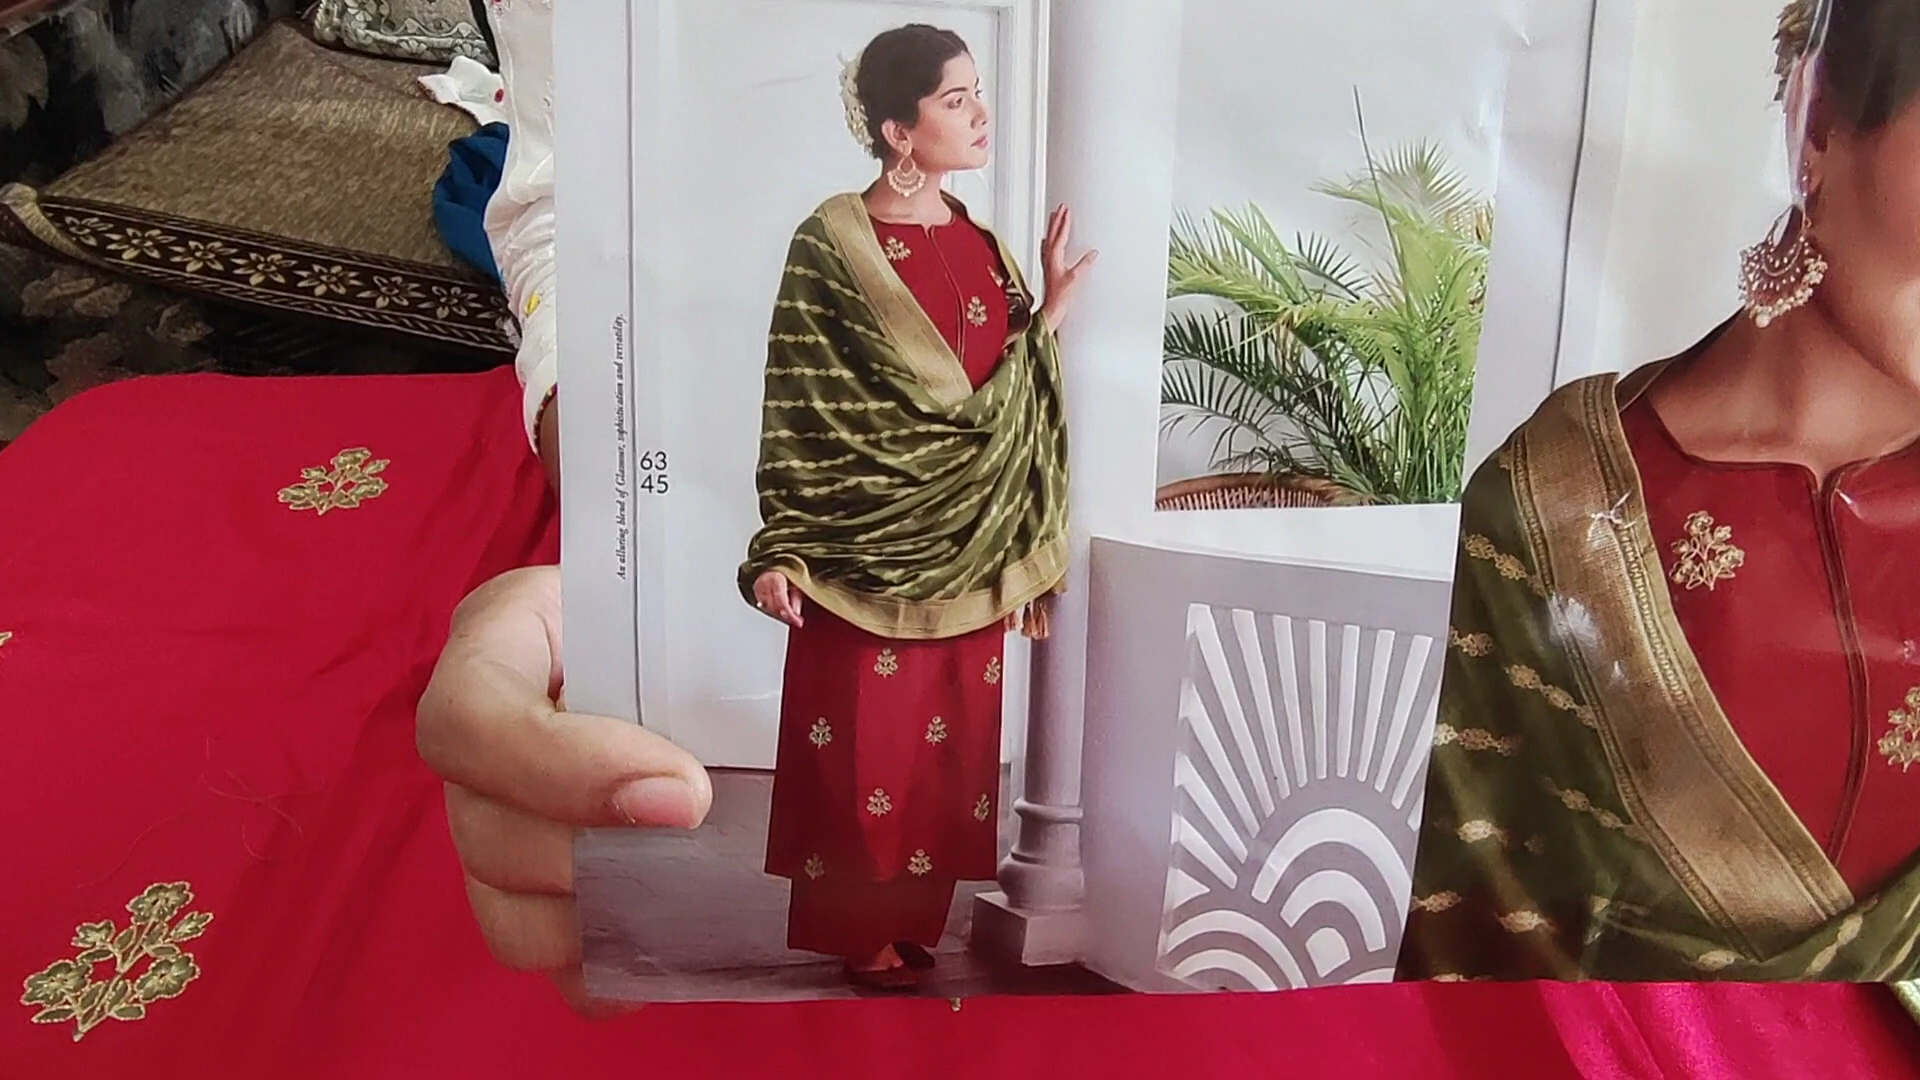 An alluring blend of Glamour, sophistication and versatility.
63
45